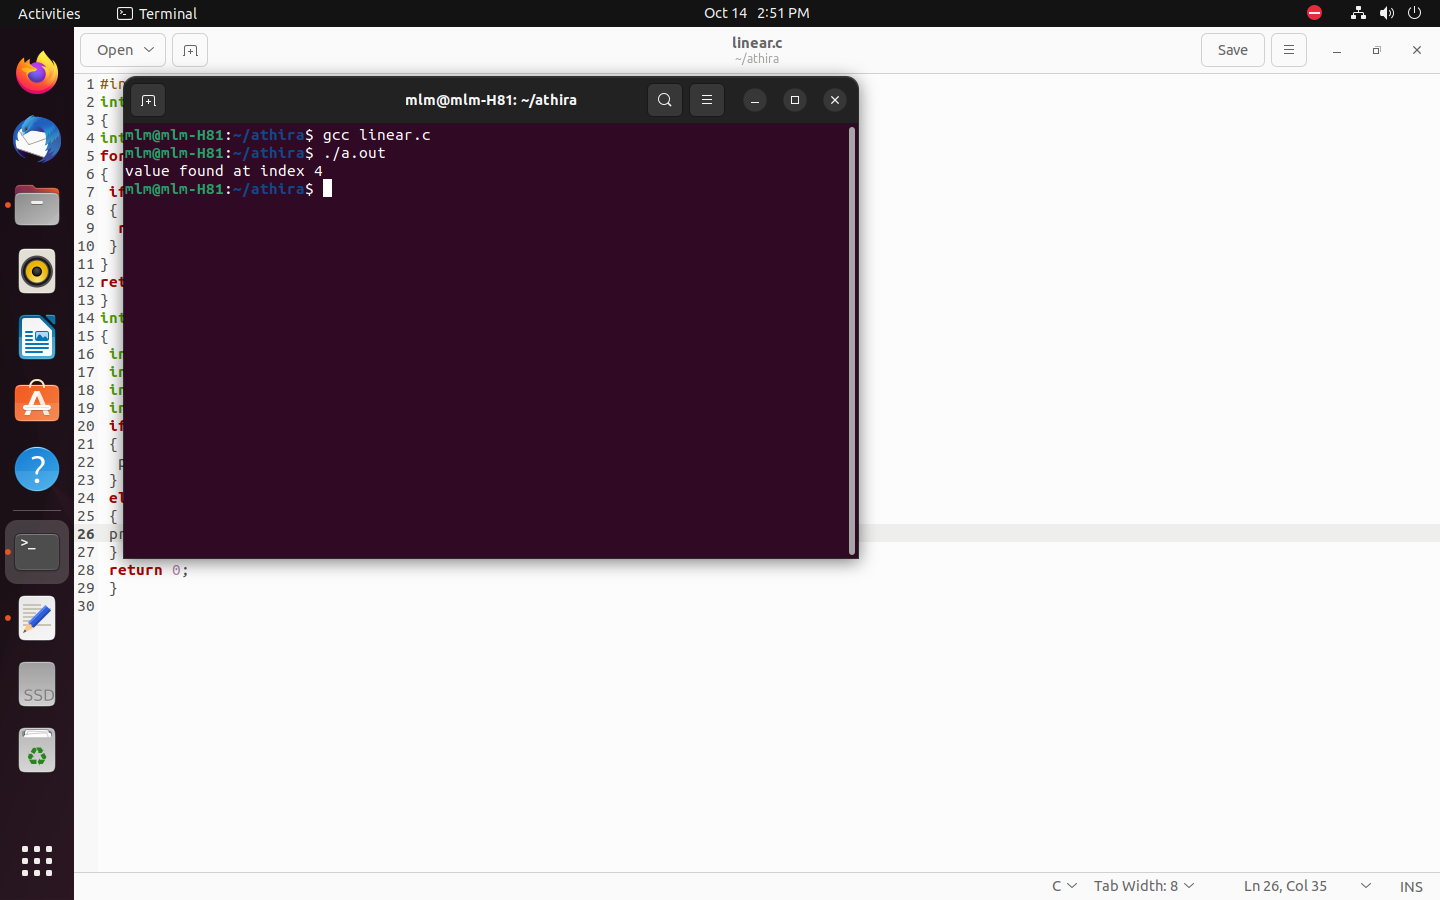 Activities
Terminal
Oct 14 2:51 PM
Open
linear.c
~/athira
Save
mlm@mlm-H81: ~/athira
mlm@mlm-H81:~/athira$ gcc linear.c
mlm@mlm-H81:~/athira$ ./a.out
value found at index 4
mlm@mlm-H81:~/athira$
1 #in
2 int
3 {
4 int
5 for
6 {
7 if
8 {
9 r
10 }
11 }
12 ret
13 }
14 int
15 {
16 in
17 in
18 in
19 in
20 if
21 {
22 p
23 }
24 el
25 {
26 pr
27 }
28 return 0;
29 }
30
>_
SSD
C
Tab Width: 8
Ln 26, Col 35
INS